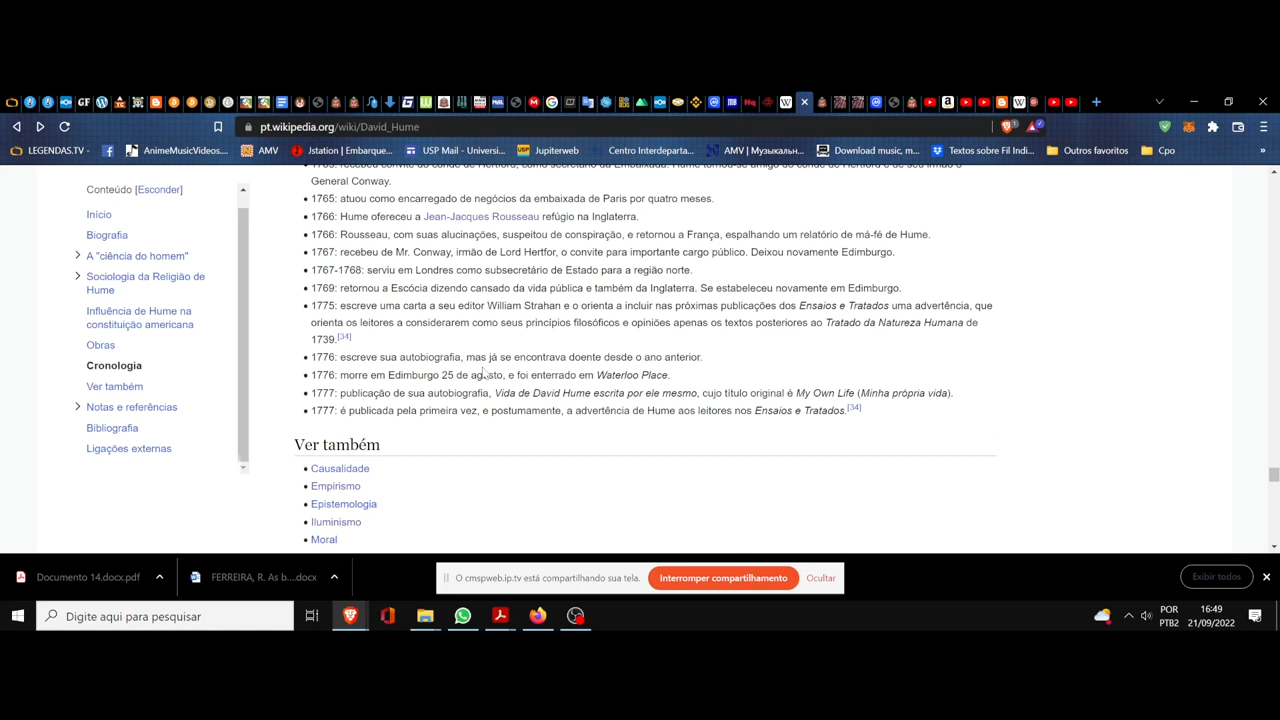 pt.wikipedia.org/wiki/David_Hume
LEGENDAS.TV -
AnimeMusicVideos...
AMV
Jstation | Embarque...
USP Mail - Universi...
Jupiterweb
Centro Interdeparta...
AMV | Музыкальн...
Download music, m...
Textos sobre Fil Indi...
Outros favoritos
Cpo
»
Conteúdo [Esconder]
Início
Biografia
A "ciência do homem"
Sociologia da Religião de
Hume
Influência de Hume na
constituição americana
Obras
Cronologia
Ver também
Notas e referências
Bibliografia
Ligações externas
General Conway.
• 1765: atuou como encarregado de negócios da embaixada de Paris por quatro meses.
• 1766: Hume ofereceu a Jean-Jacques Rousseau refúgio na Inglaterra.
• 1766: Rousseau, com suas alucinações, suspeitou de conspiração, e retornou a França, espalhando um relatório de má-fé de Hume.
• 1767: recebeu de Mr. Conway, irmão de Lord Hertfor, o convite para importante cargo público. Deixou novamente Edimburgo.
• 1767-1768: serviu em Londres como subsecretário de Estado para a região norte.
• 1769: retornou a Escócia dizendo cansado da vida pública e também da Inglaterra. Se estabeleceu novamente em Edimburgo.
• 1775: escreve uma carta a seu editor William Strahan e o orienta a incluir nas próximas publicações dos Ensaios e Tratados uma advertência, que
orienta os leitores a considerarem como seus princípios filosóficos e opiniões apenas os textos posteriores ao Tratado da Natureza Humana de
1739.[34]
• 1776: escreve sua autobiografia, mas já se encontrava doente desde o ano anterior.
• 1776: morre em Edimburgo 25 de agosto, e foi enterrado em Waterloo Place.
• 1777: publicação de sua autobiografia, Vida de David Hume escrita por ele mesmo, cujo título original é My Own Life (Minha própria vida).
• 1777: é publicada pela primeira vez, e postumamente, a advertência de Hume aos leitores nos Ensaios e Tratados.[34]
Ver também
• Causalidade
• Empirismo
• Epistemologia
• Iluminismo
• Moral
Documento 14.docx.pdf
FERREIRA, R. As b....docx
O cmspweb.ip.tv está compartilhando sua tela.
Interromper compartilhamento
Ocultar
Exibir todos
Digite aqui para pesquisar
POR
PTB2
16:49
21/09/2022